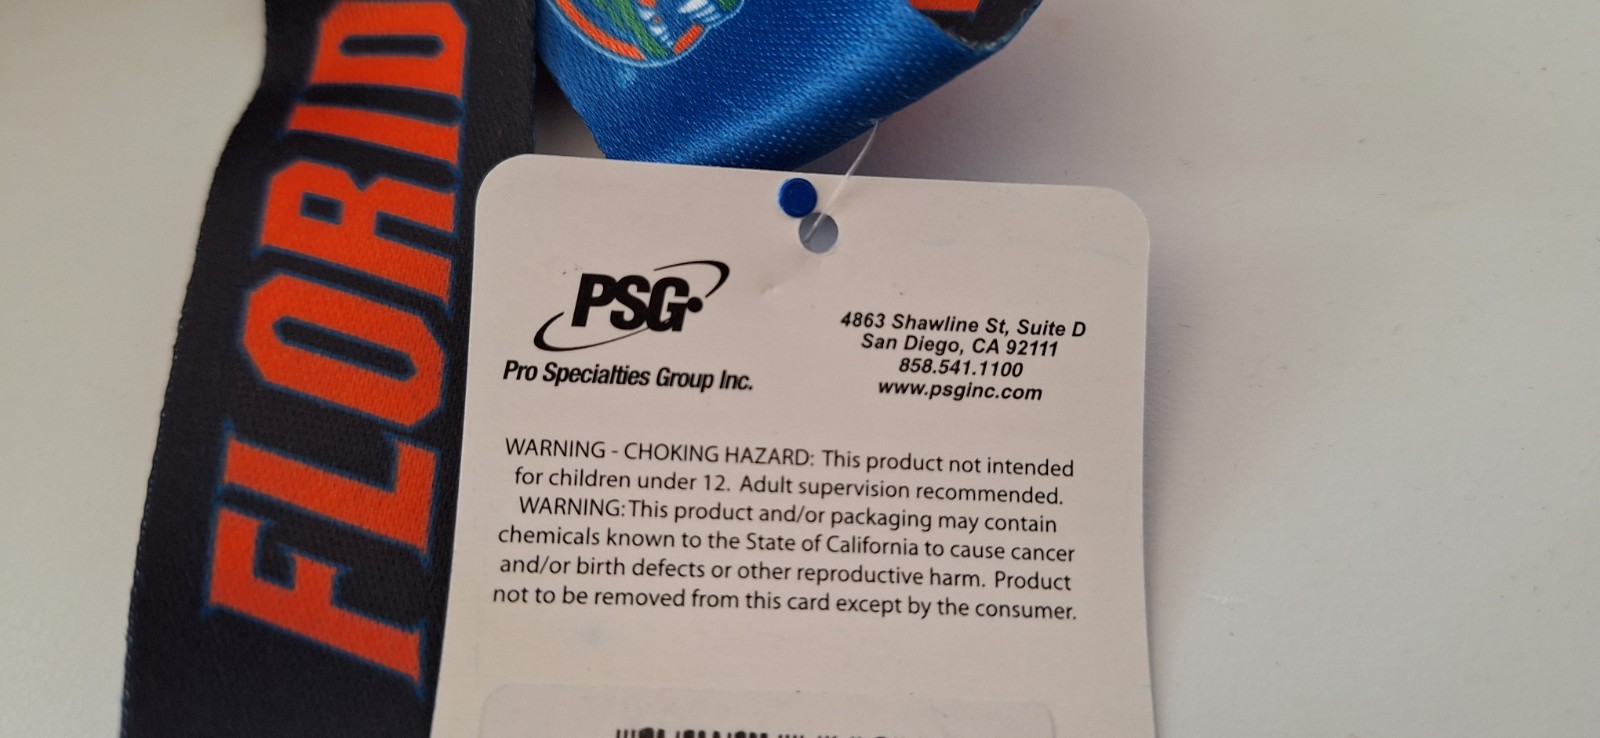 FLORID
PSG
Pro Specialties Group Inc.
4863 Shawline St, Suite D
San Diego, CA 92111
858.541.1100
www.psginc.com
WARNING - CHOKING HAZARD: This product not intended
for children under 12. Adult supervision recommended.
WARNING: This product and/or packaging may contain
chemicals known to the State of California to cause cancer
and/or birth defects or other reproductive harm. Product
not to be removed from this card except by the consumer.